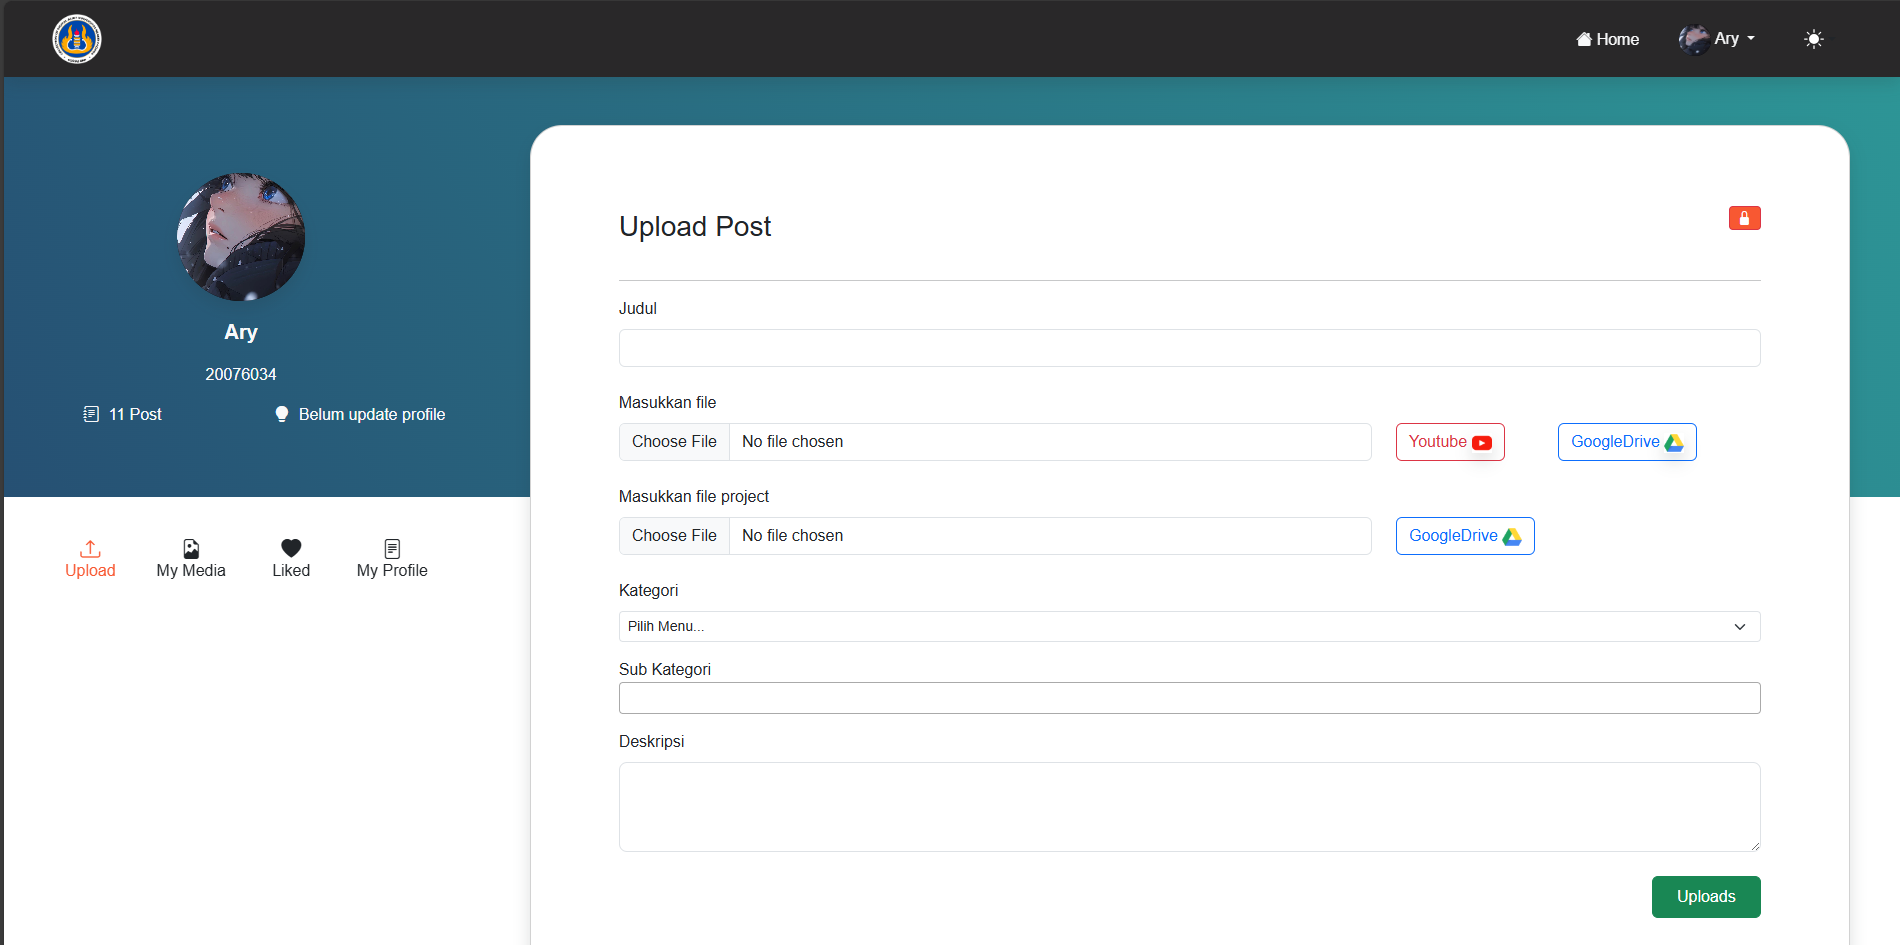 Home
Ary
Ary
20076034
11 Post
Belum update profile
Upload
My Media
Liked
My Profile
Upload Post
Judul
Masukkan file
Choose File No file chosen
Youtube
GoogleDrive
Masukkan file project
Choose File No file chosen
GoogleDrive
Kategori
Pilih Menu...
Sub Kategori
Deskripsi
Uploads